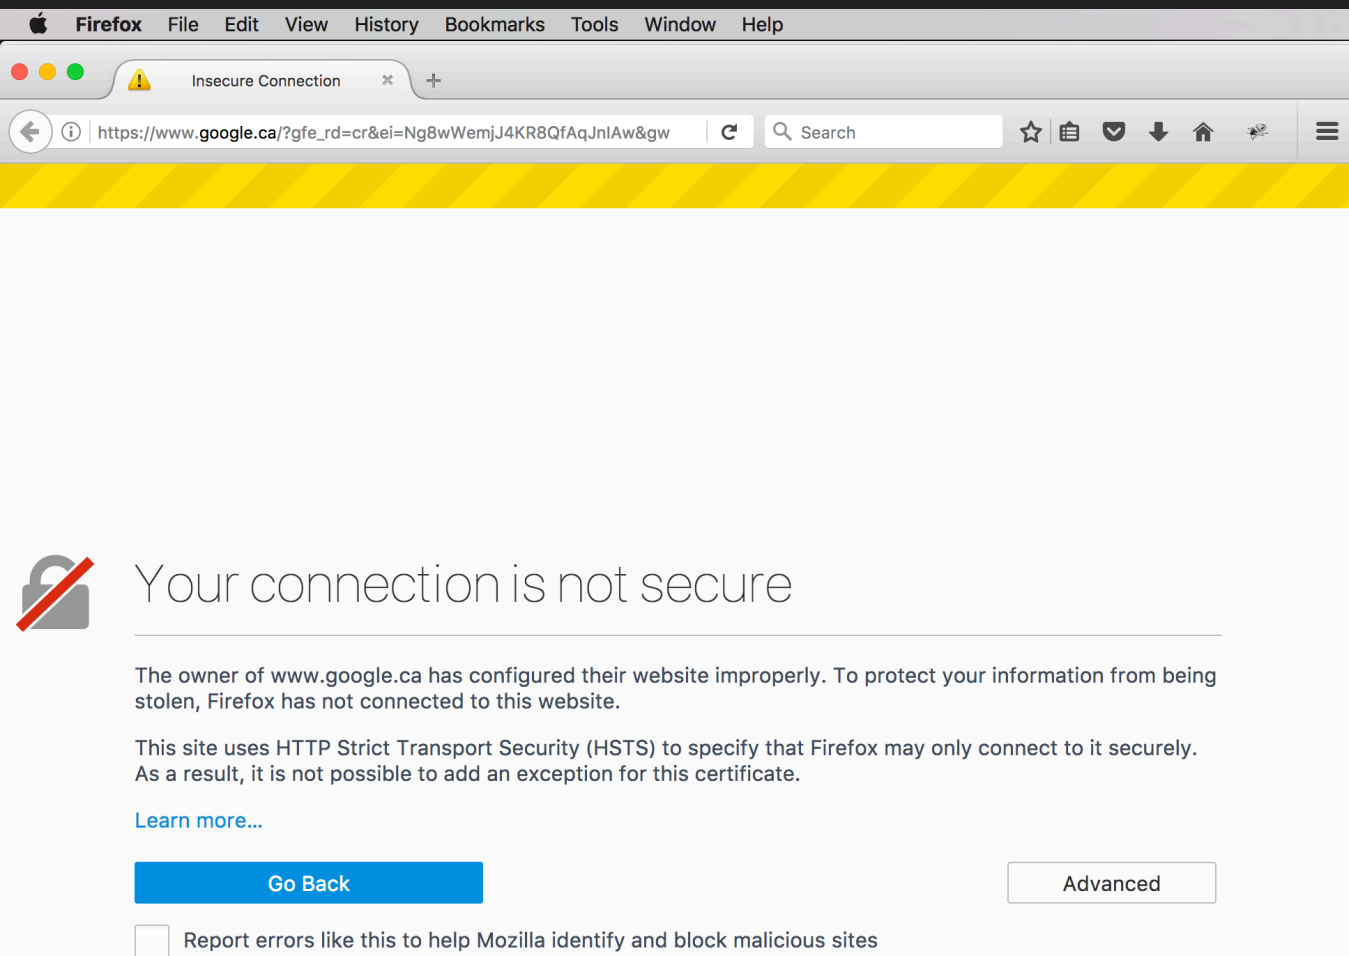 Firefox File Edit View History Bookmarks Tools Window Help
Insecure Connection
https://www.google.ca/?gfe_rd=cr&ei=Ng8wWemjJ4KR8QfAqJnIAw&gw
Search
Your connection is not secure
The owner of www.google.ca has configured their website improperly. To protect your information from being
stolen, Firefox has not connected to this website.
This site uses HTTP Strict Transport Security (HSTS) to specify that Firefox may only connect to it securely.
As a result, it is not possible to add an exception for this certificate.
Learn more...
Go Back
Advanced
Report errors like this to help Mozilla identify and block malicious sites